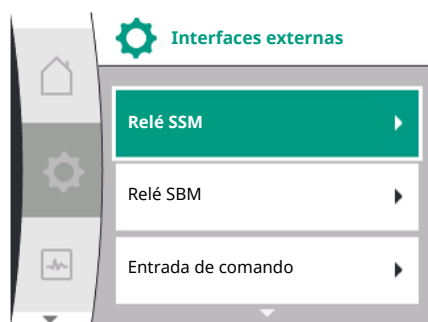 Interfaces externas
Relé SSM
Relé SBM
Entrada de comando